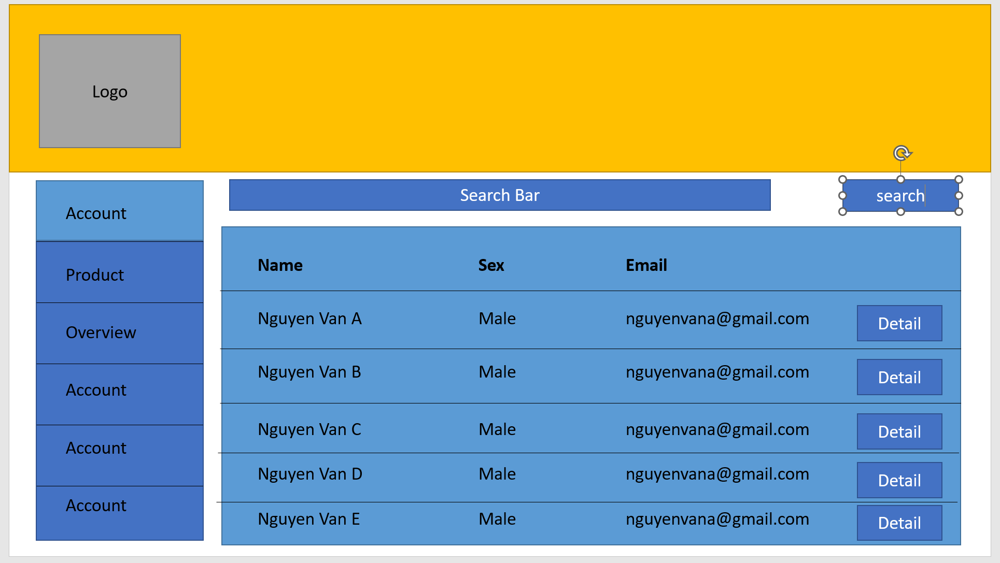 Logo
Search Bar
search
Account
Product
Overview
Account
Account
Account
Name Sex Email
Nguyen Van A Male nguyenvana@gmail.com Detail
Nguyen Van B Male nguyenvana@gmail.com Detail
Nguyen Van C Male nguyenvana@gmail.com Detail
Nguyen Van D Male nguyenvana@gmail.com Detail
Nguyen Van E Male nguyenvana@gmail.com Detail